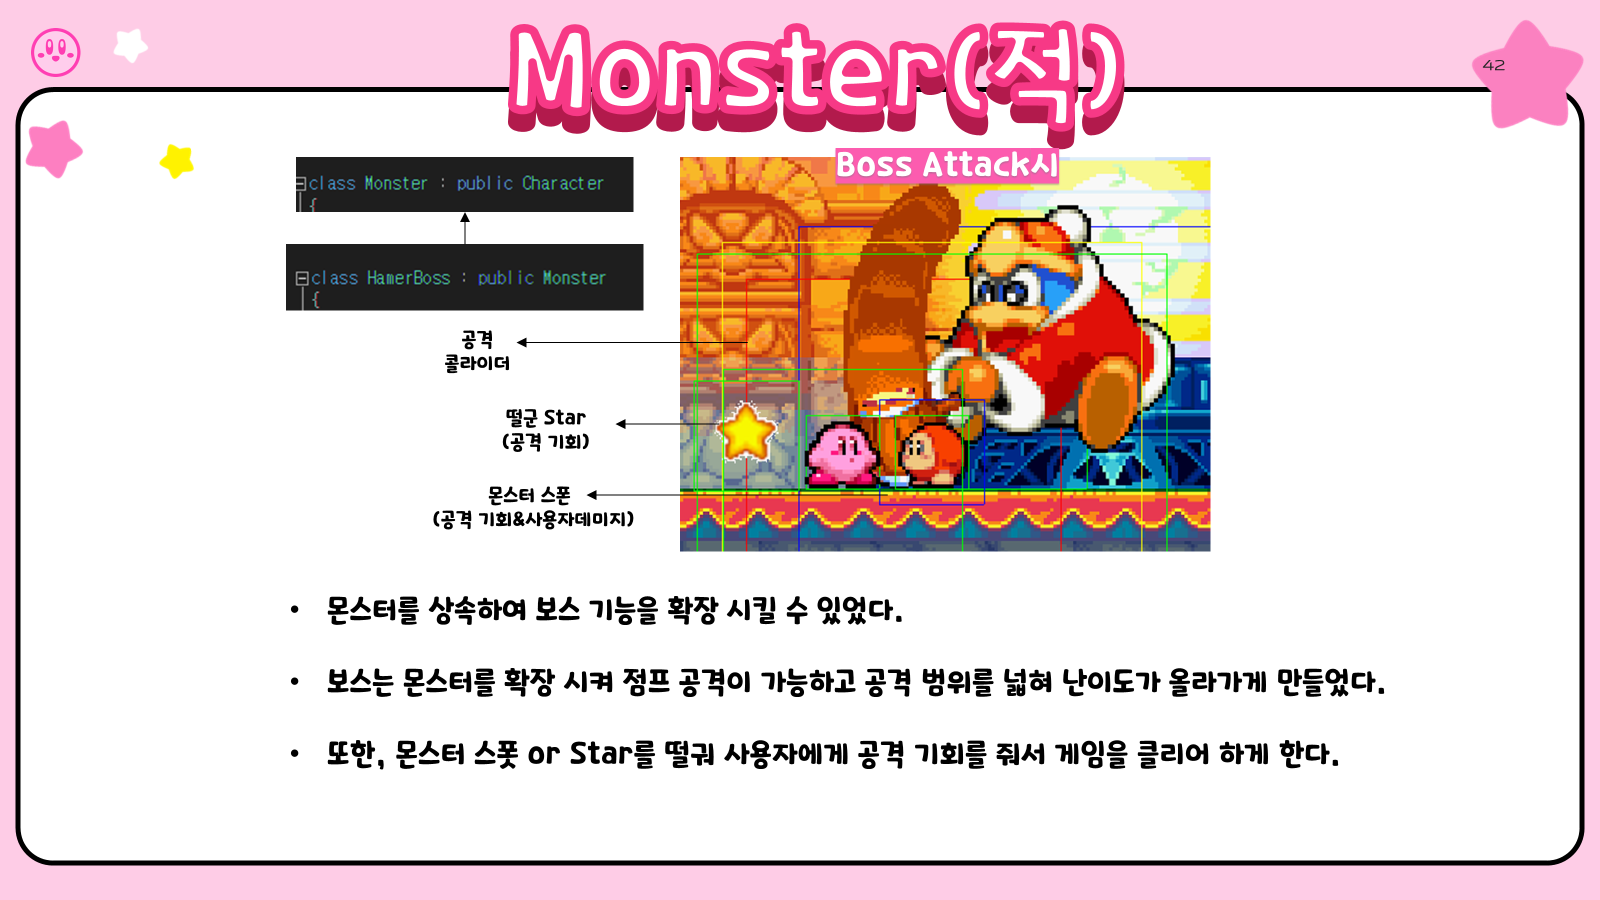 Monster(적)
42
Boss Attack시
class Monster : public Character
{
class HamerBoss : public Monster
{
공격
콜라이더
떨군 Star
(공격 기회)
몬스터 스폰
(공격 기회&사용자데미지)
• 몬스터를 상속하여 보스 기능을 확장 시킬 수 있었다.
• 보스는 몬스터를 확장 시켜 점프 공격이 가능하고 공격 범위를 넓혀 난이도가 올라가게 만들었다.
• 또한, 몬스터 스폿 or Star를 떨궈 사용자에게 공격 기회를 줘서 게임을 클리어 하게 한다.